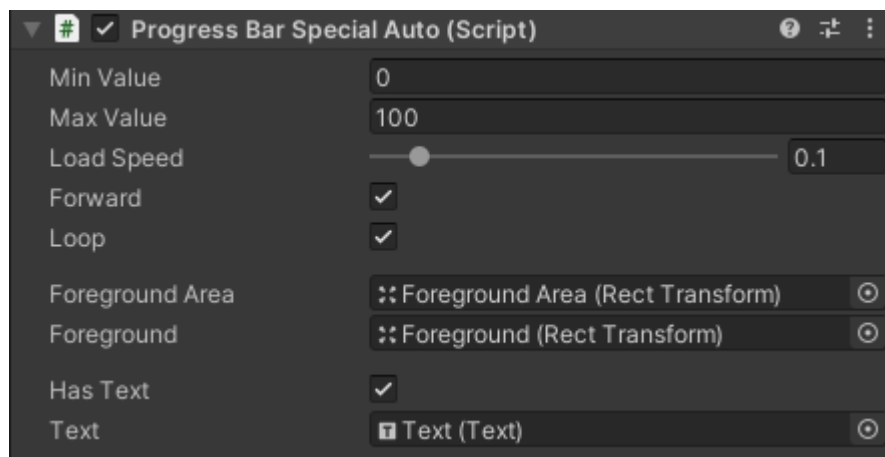 Progress Bar Special Auto (Script)
Min Value 0
Max Value 100
Load Speed 0.1
Forward
Loop
Foreground Area Foreground Area (Rect Transform)
Foreground Foreground (Rect Transform)
Has Text
Text Text (Text)